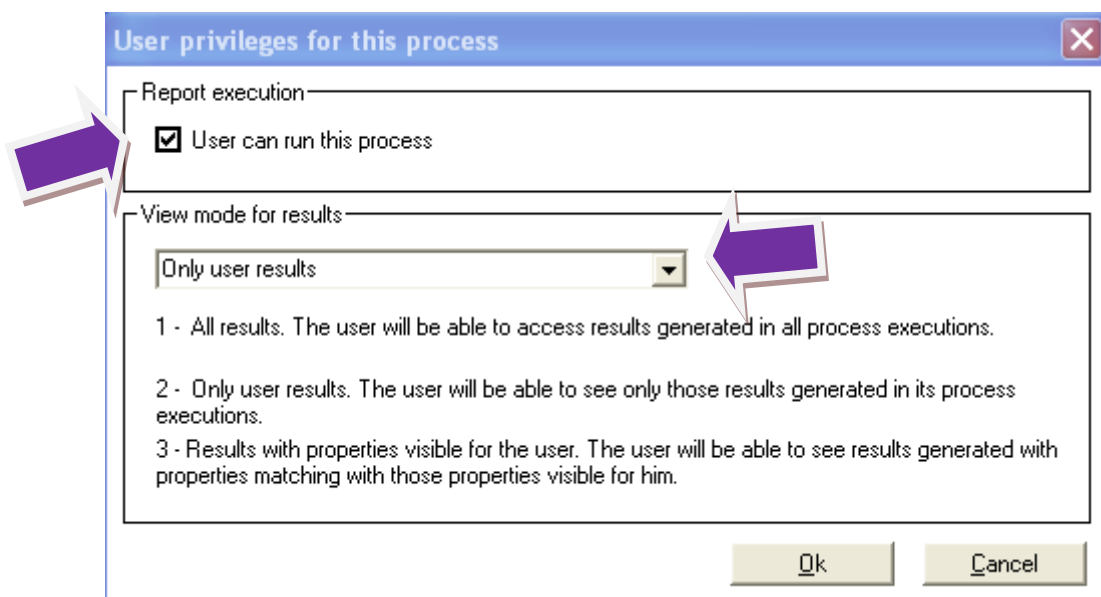 User privileges for this process
Report execution
User can run this process
View mode for results
Only user results
1 - All results. The user will be able to access results generated in all process executions.
2 - Only user results. The user will be able to see only those results generated in its process
executions.
3 - Results with properties visible for the user. The user will be able to see results generated with
properties matching with those properties visible for him.
Ok
Cancel